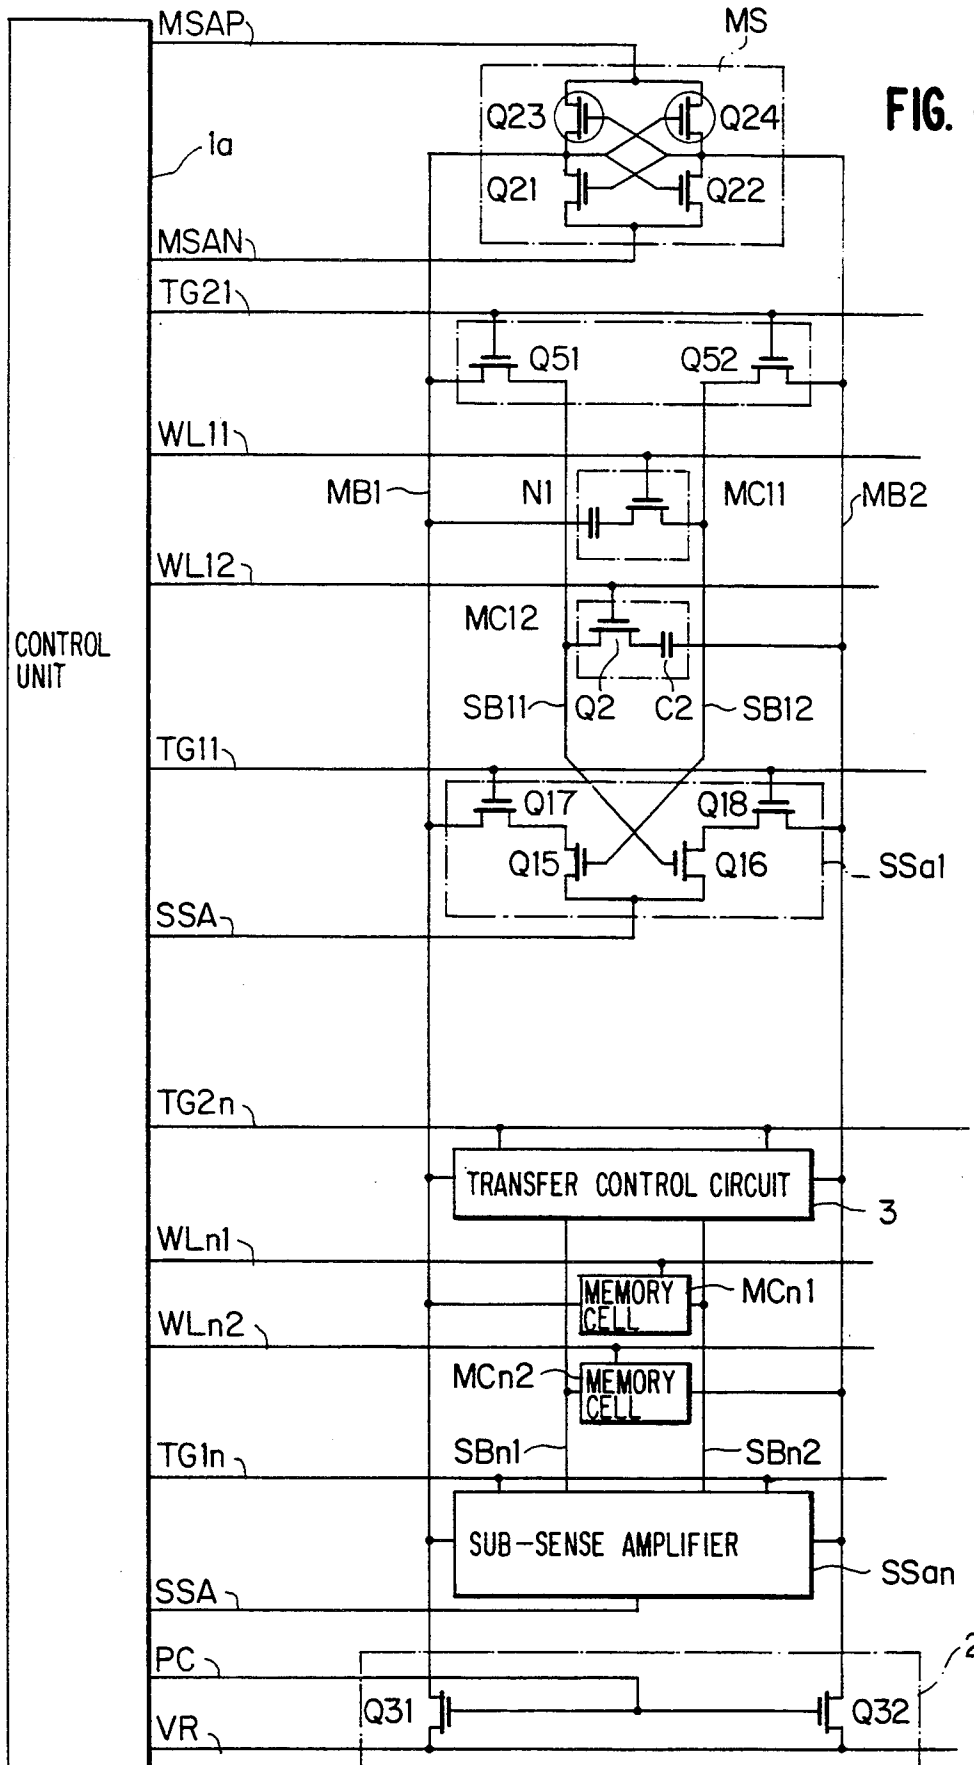 MSAP
MS
FIG.
Q23
Q24
1a
Q21
Q22
MSAN
TG21
Q51
Q52
WL11
MB1
N1
MC11
MB2
WL12
MC12
CONTROL
UNIT
SB11
Q2
C2
SB12
TG11
Q17
Q18
Q15
Q16
SSa1
SSA
TG2n
TRANSFER CONTROL CIRCUIT
3
WLn1
MEMORY
CELL
MCn1
WLn2
MCn2
MEMORY
CELL
SBn1
SBn2
TG1n
SUB-SENSE AMPLIFIER
SSan
SSA
PC
2
Q31
Q32
VR